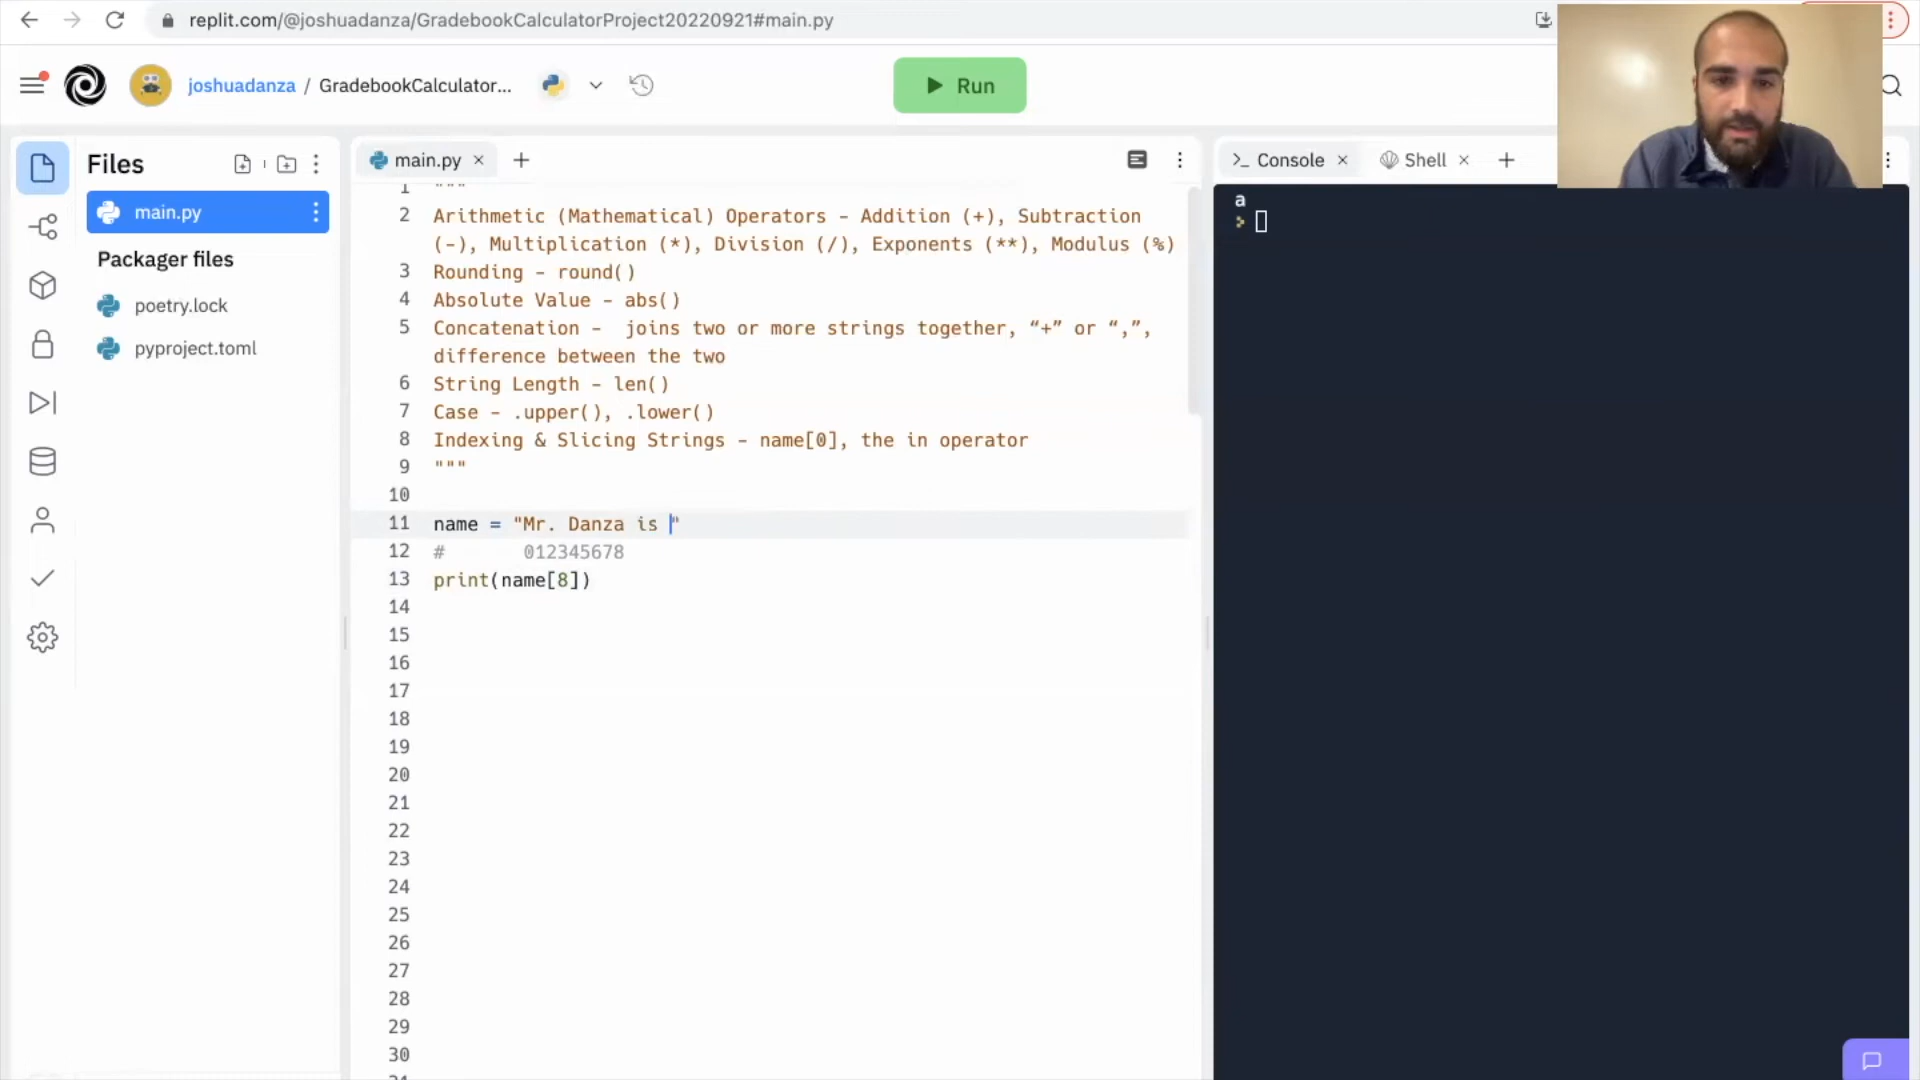 replit.com/@joshuadanza/GradebookCalculatorProject20220921#main.py
joshuadanza / GradebookCalculator...
Run
Files
main.py
Packager files
poetry.lock
pyproject.toml
main.py
1 """
2 Arithmetic (Mathematical) Operators - Addition (+), Subtraction
(-), Multiplication (*), Division (/), Exponents (**), Modulus (%)
3 Rounding - round()
4 Absolute Value - abs()
5 Concatenation -  joins two or more strings together, “+” or “,”,
difference between the two
6 String Length - len()
7 Case - .upper(), .lower()
8 Indexing & Slicing Strings - name[0], the in operator
9 """
10
11 name = "Mr. Danza is "
12 #       012345678
13 print(name[8])
14
15
16
17
18
19
20
21
22
23
24
25
26
27
28
29
30
Console
Shell
a